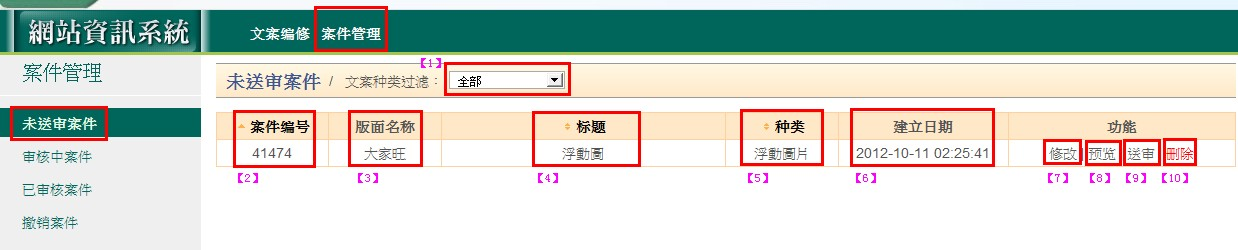 網站資訊系統
文案編修 案件管理
案件管理
【1】
未送审案件 / 文案种类过滤： 全部
未送審案件
審核中案件
已审核案件
撤销案件
案件编号 版面名称 标题 种类 建立日期 功能
41474 大家旺 浮動圖 浮動圖片 2012-10-11 02:25:41 修改 预览 送审 删除
【2】 【3】 【4】 【5】 【6】 【7】 【8】 【9】 【10】